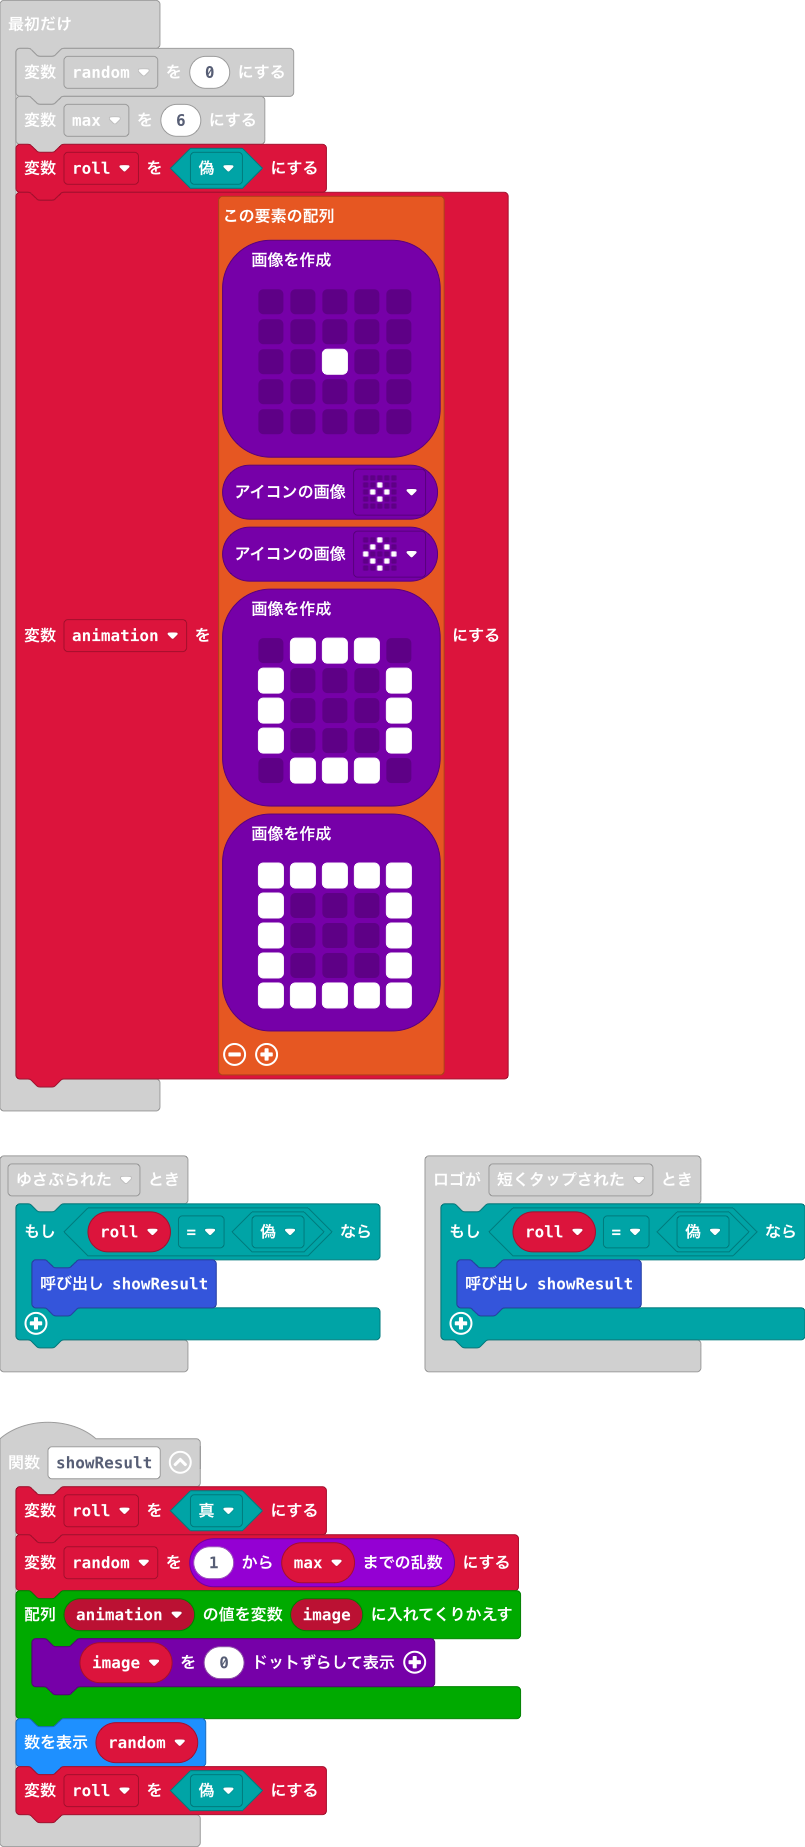 最初だけ
変数 random を 0 にする
変数 max を 6 にする
変数 roll を 偽 にする
この要素の配列
画像を作成
アイコンの画像
アイコンの画像
画像を作成
変数 animation を にする
画像を作成
ゆさぶられた とき
もし roll = 偽 なら
呼び出し showResult
ロゴが 短くタップされた とき
もし roll = 偽 なら
呼び出し showResult
関数 showResult
変数 roll を 真 にする
変数 random を 1 から max までの乱数 にする
配列 animation の値を変数 image に入れてくりかえす
image を 0 ドットずらして表示
数を表示 random
変数 roll を 偽 にする